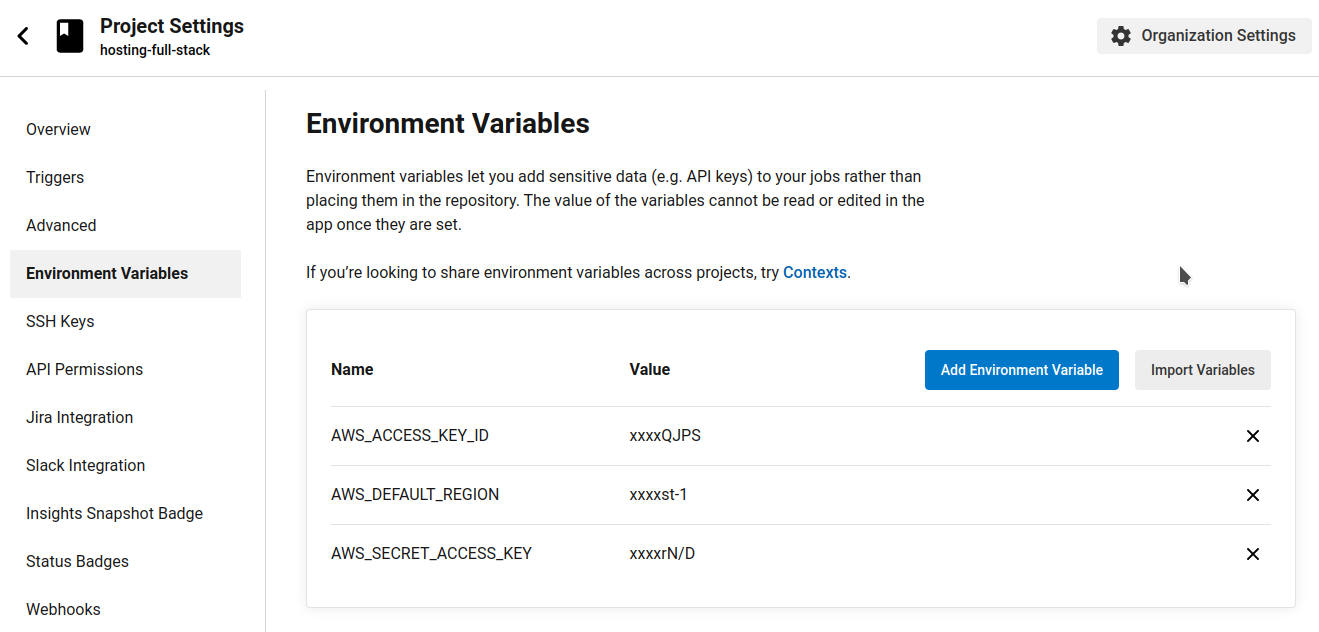 Project Settings
hosting-full-stack
Organization Settings
Overview
Triggers
Advanced
Environment Variables
SSH Keys
API Permissions
Jira Integration
Slack Integration
Insights Snapshot Badge
Status Badges
Webhooks
Environment Variables
Environment variables let you add sensitive data (e.g. API keys) to your jobs rather than
placing them in the repository. The value of the variables cannot be read or edited in the
app once they are set.
If you’re looking to share environment variables across projects, try Contexts.
Name Value Add Environment Variable Import Variables
AWS_ACCESS_KEY_ID xxxxQJPS
AWS_DEFAULT_REGION xxxxst-1
AWS_SECRET_ACCESS_KEY xxxxrN/D